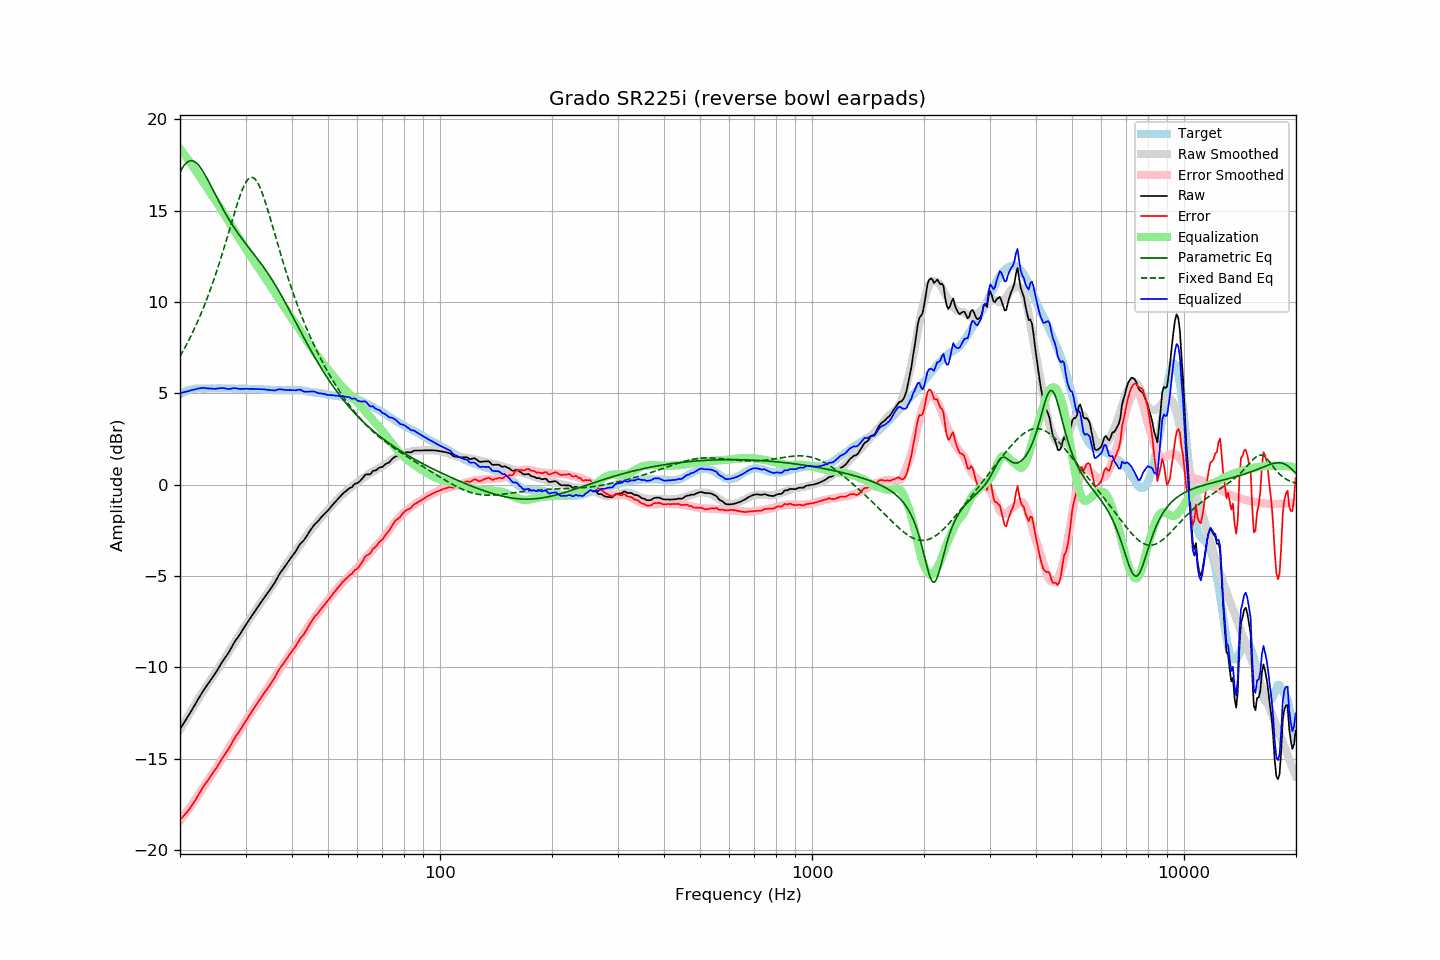 Grado SR225i (reverse bowl earpads)
20
15
10
5
0
−5
−10
−15
−20
Amplitude (dBr)
Target
Raw Smoothed
Error Smoothed
Raw
Error
Equalization
Parametric Eq
Fixed Band Eq
Equalized
100
1000
10000
Frequency (Hz)